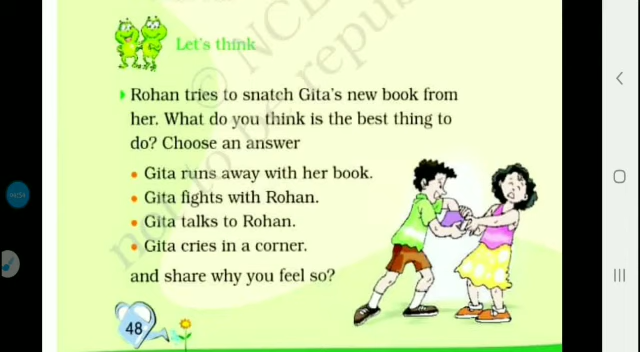 Let's think
Rohan tries to snatch Gita's new book from
her. What do you think is the best thing to
do? Choose an answer
• Gita runs away with her book.
• Gita fights with Rohan.
• Gita talks to Rohan.
• Gita cries in a corner.
and share why you feel so?
48